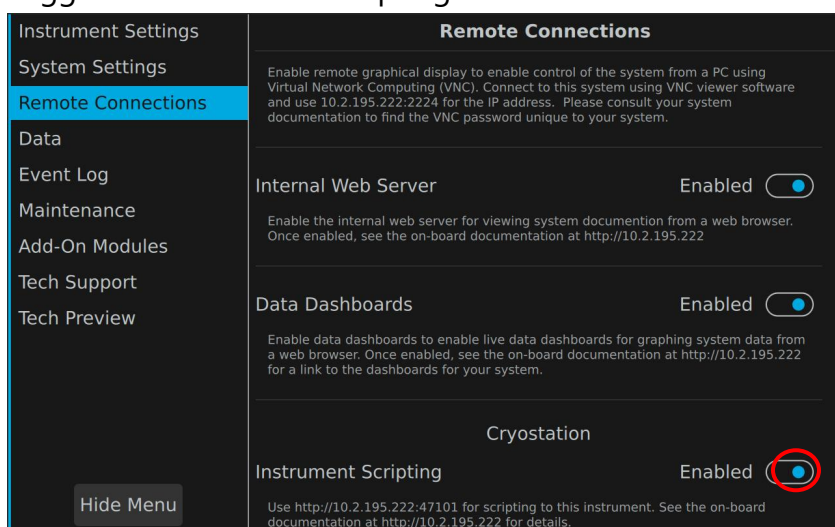 Instrument Settings
System Settings
Remote Connections
Data
Event Log
Maintenance
Add-On Modules
Tech Support
Tech Preview
Hide Menu
Remote Connections
Enable remote graphical display to enable control of the system from a PC using
Virtual Network Computing (VNC). Connect to this system using VNC viewer software
and use 10.2.195.222:2224 for the IP address. Please consult your system
documentation to find the VNC password unique to your system.
Internal Web Server Enabled
Enable the internal web server for viewing system documention from a web browser.
Once enabled, see the on-board documentation at http://10.2.195.222
Data Dashboards Enabled
Enable data dashboards to enable live data dashboards for graphing system data from
a web browser. Once enabled, see the on-board documentation at http://10.2.195.222
for a link to the dashboards for your system.
Cryostation
Instrument Scripting Enabled
Use http://10.2.195.222:47101 for scripting to this instrument. See the on-board
documentation at http://10.2.195.222 for details.